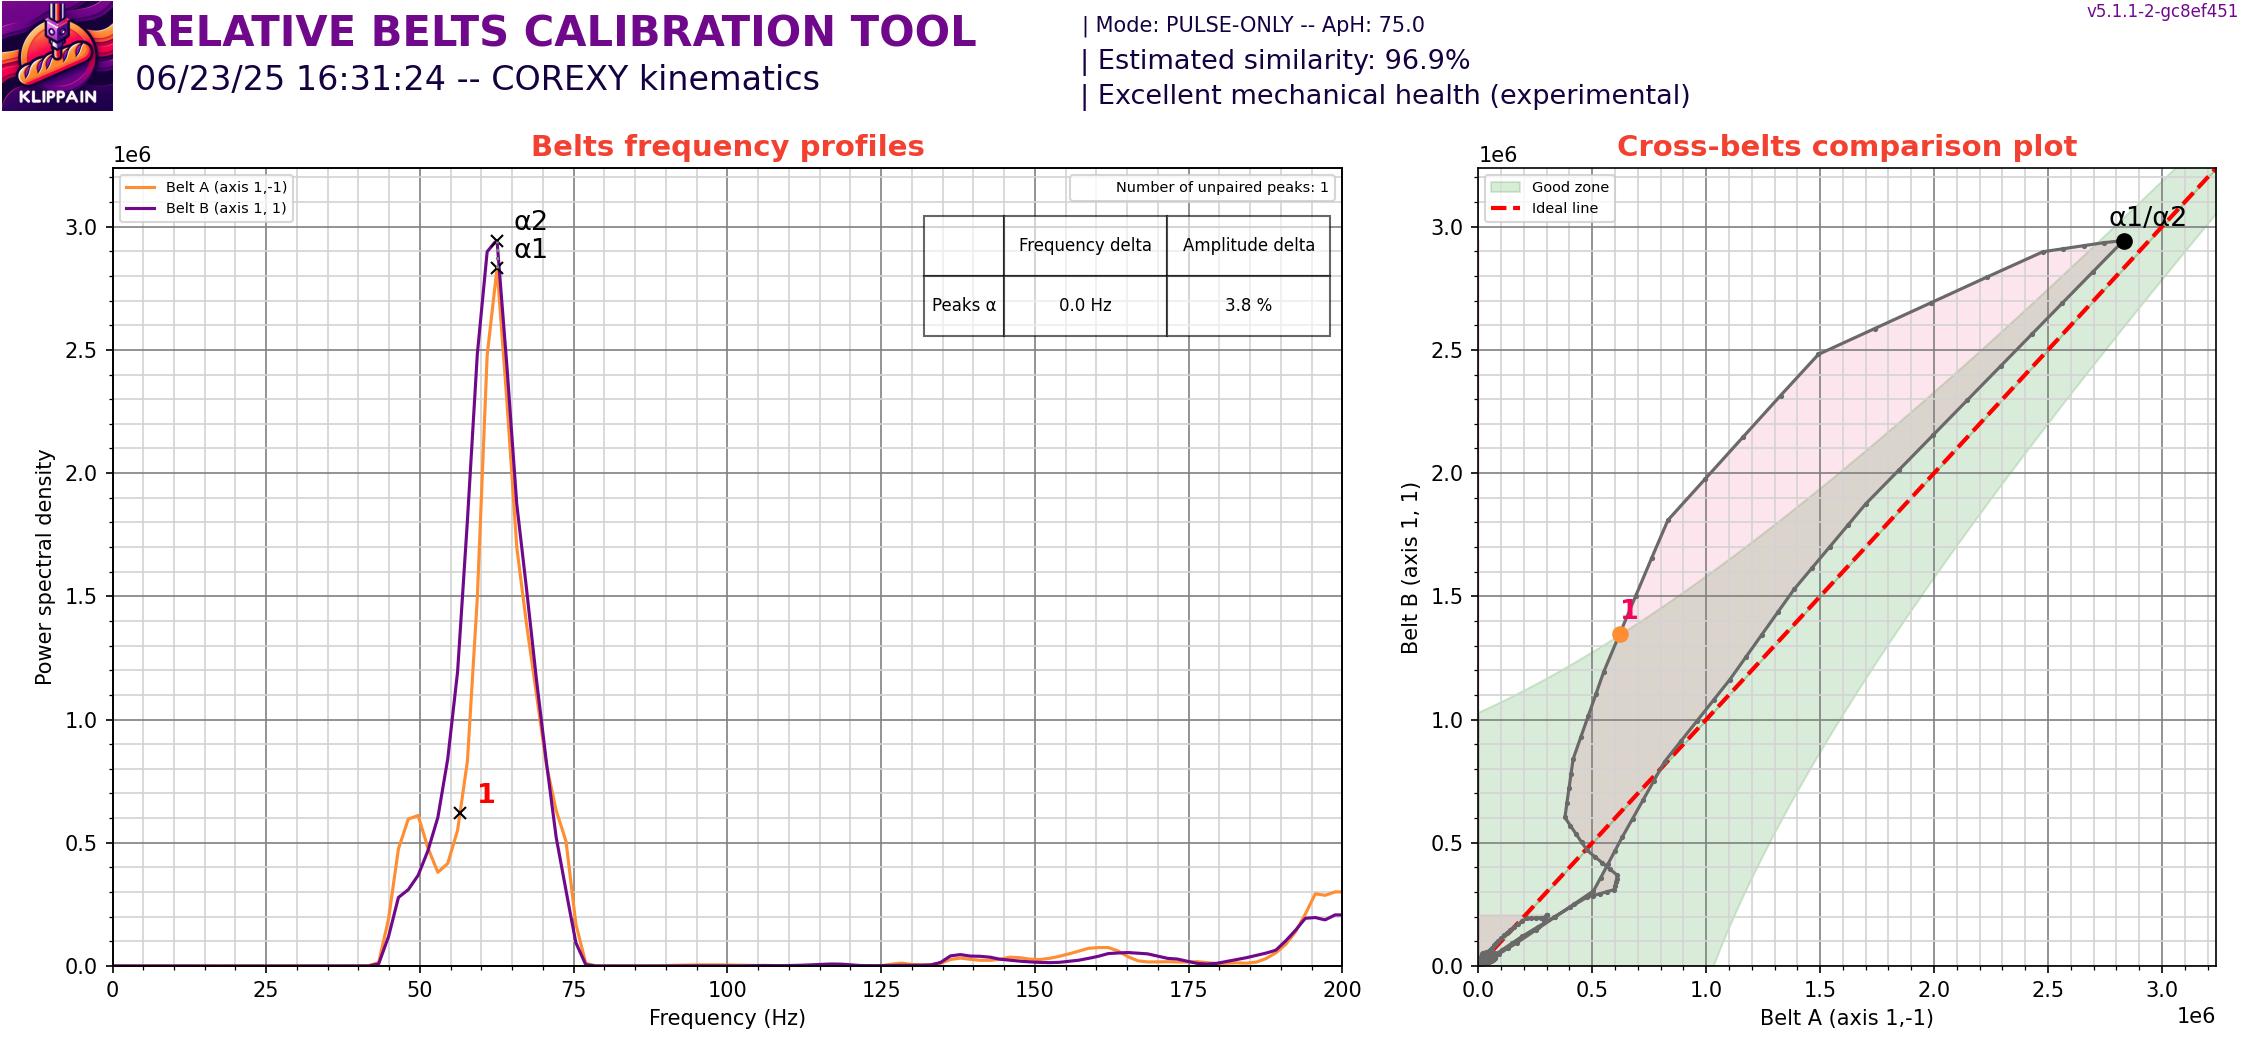 KLIPPAIN
RELATIVE BELTS CALIBRATION TOOL
06/23/25 16:31:24 -- COREXY kinematics
| Mode: PULSE-ONLY -- ApH: 75.0
| Estimated similarity: 96.9%
| Excellent mechanical health (experimental)
v5.1.1-2-gc8ef451
Belts frequency profiles
1e6
Belt A (axis 1,-1)
Belt B (axis 1, 1)
Number of unpaired peaks: 1
Frequency delta Amplitude delta
Peaks α 0.0 Hz 3.8 %
α2
α1
1
Power spectral density
3.0
2.5
2.0
1.5
1.0
0.5
0.0
0 25 50 75 100 125 150 175 200
Frequency (Hz)
Cross-belts comparison plot
1e6
Good zone
Ideal line
α1/α2
1
Belt B (axis 1, 1)
3.0
2.5
2.0
1.5
1.0
0.5
0.0
0.0 0.5 1.0 1.5 2.0 2.5 3.0
Belt A (axis 1,-1)
1e6